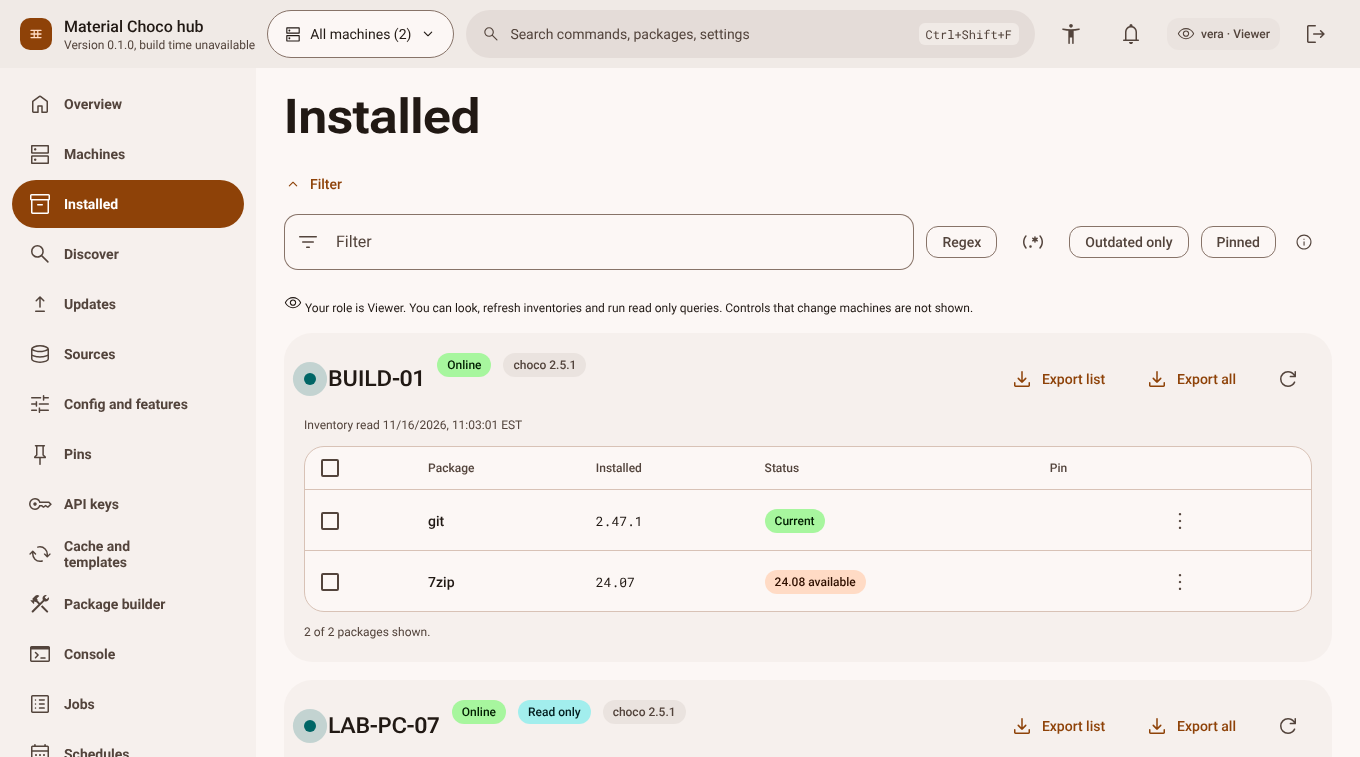 Material Choco hub
Version 0.1.0, build time unavailable
All machines (2)
Search commands, packages, settings
Ctrl+Shift+F
vera · Viewer
Overview
Machines
Installed
Discover
Updates
Sources
Config and features
Pins
API keys
Cache and
templates
Package builder
Console
Jobs
Schedules
Installed
Filter
Filter
Regex
(.*)
Outdated only
Pinned
Your role is Viewer. You can look, refresh inventories and run read only queries. Controls that change machines are not shown.
BUILD-01
Online
choco 2.5.1
Export list
Export all
Inventory read 11/16/2026, 11:03:01 EST
Package Installed Status Pin
git 2.47.1 Current
7zip 24.07 24.08 available
2 of 2 packages shown.
LAB-PC-07
Online
Read only
choco 2.5.1
Export list
Export all